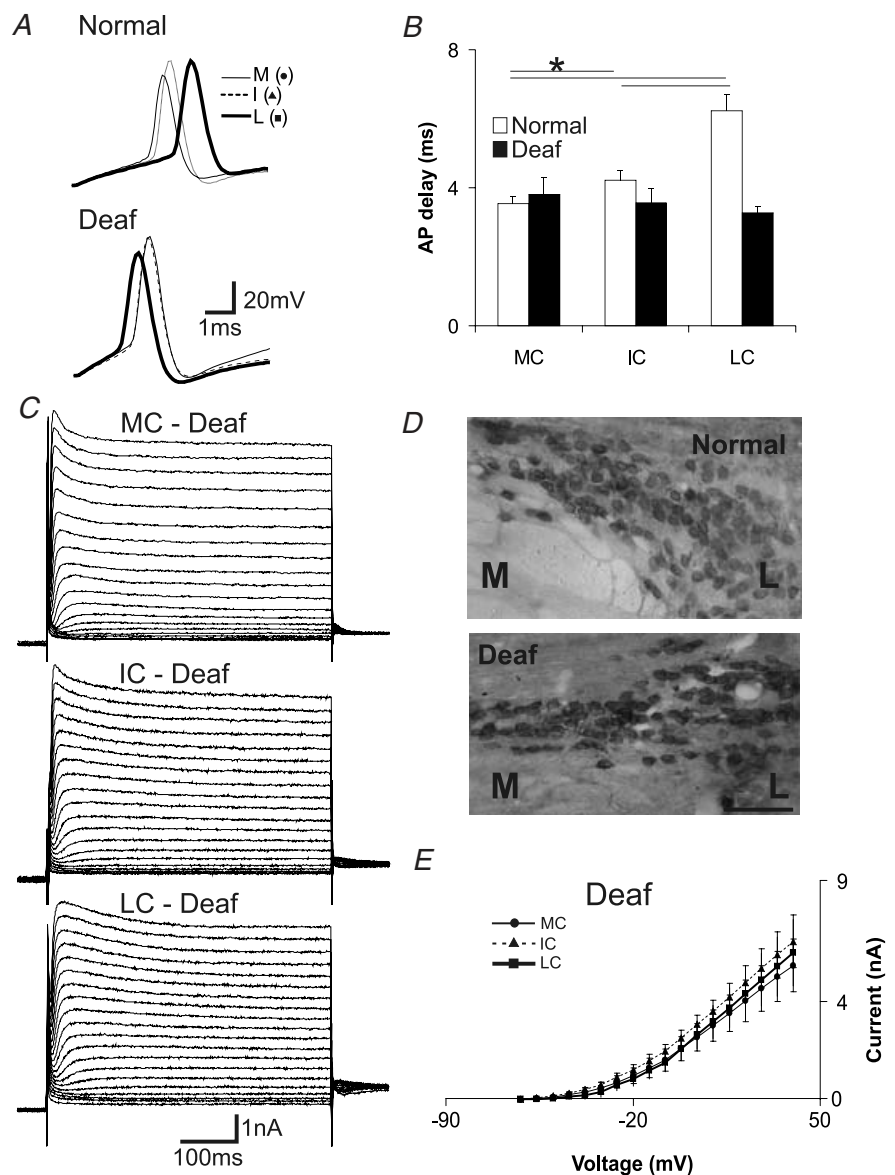 A
Normal
M (●)
I (▲)
L (■)
Deaf
20mV
1ms
B
8
4
0
AP delay (ms)
*
Normal
Deaf
MC
IC
LC
C
MC - Deaf
IC - Deaf
LC - Deaf
1nA
100ms
D
Normal
M
L
Deaf
M
L
E
Deaf
MC
IC
LC
9
4
0
Current (nA)
-90
-20
50
Voltage (mV)